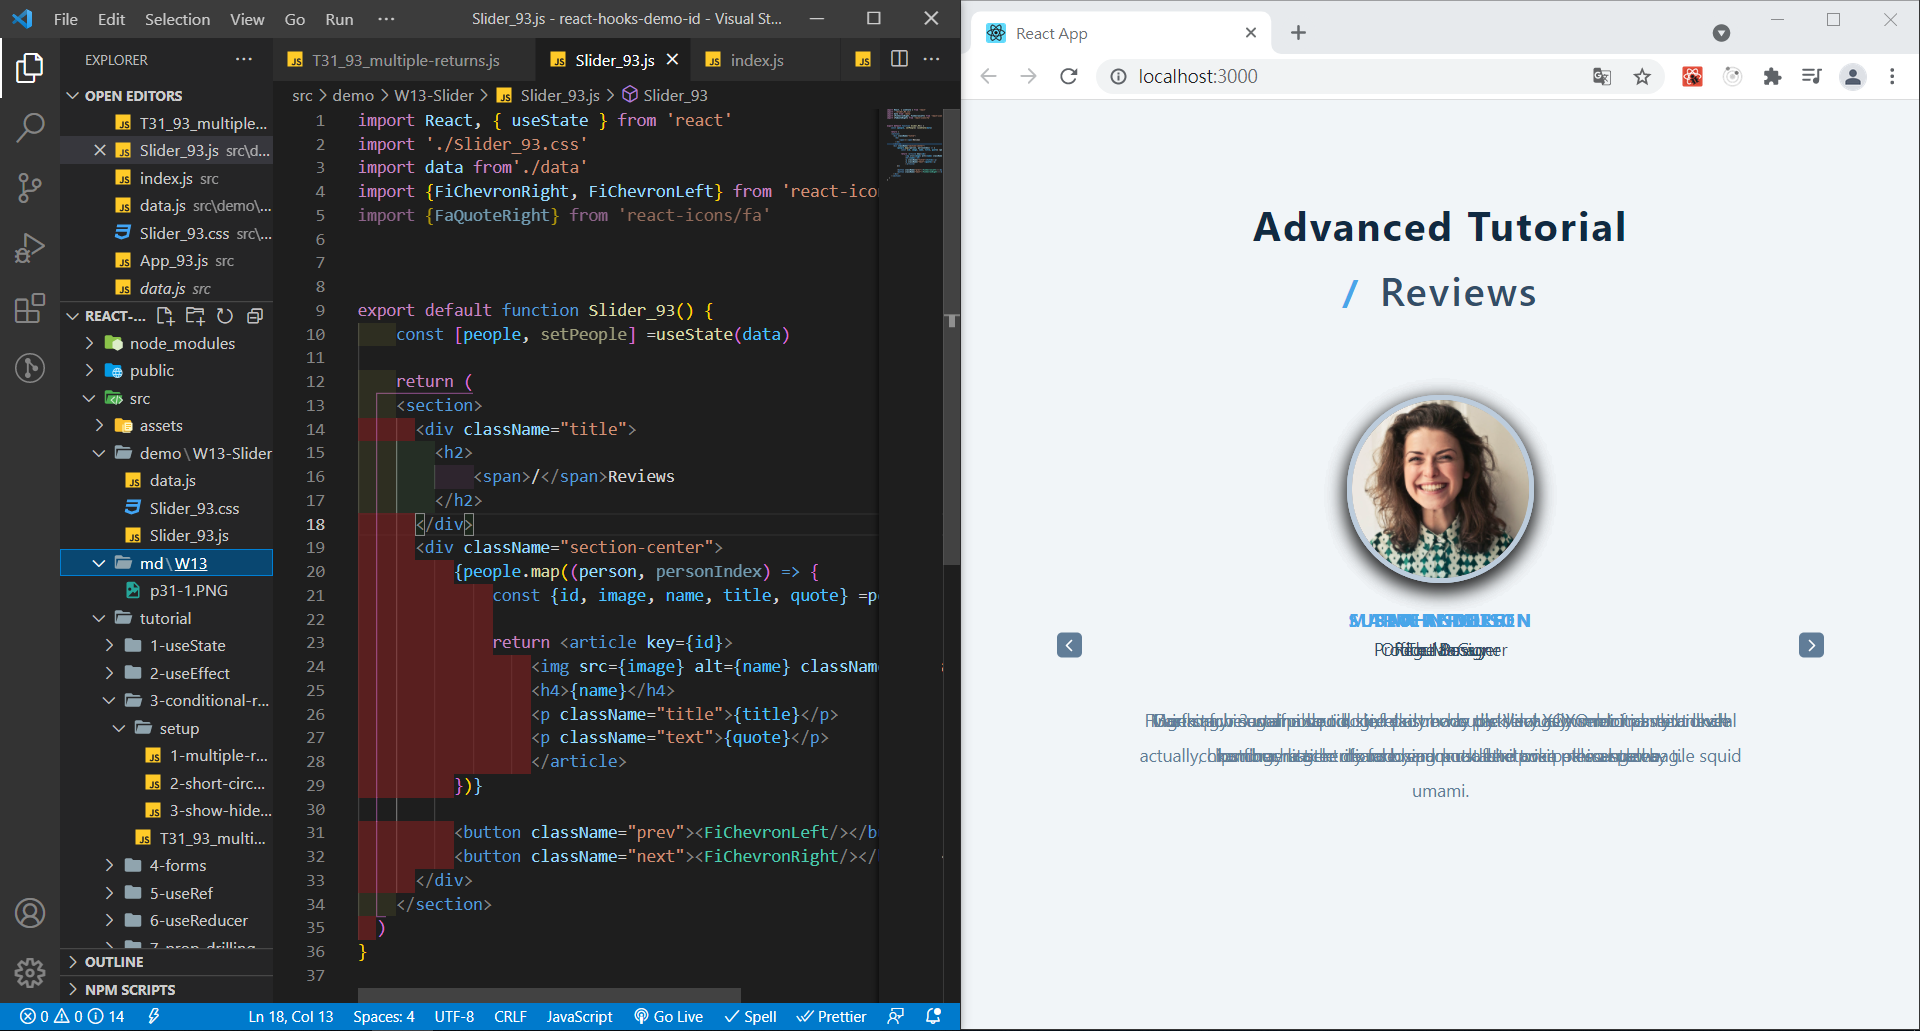 File Edit Selection View Go Run ··· Slider_93.js - react-hooks-demo-id - Visual St...
EXPLORER ···
OPEN EDITORS
T31_93_multiple...
Slider_93.js src\d...
index.js src
data.js src\demo\...
Slider_93.css src\...
App_93.js src
data.js src
REACT-...
node_modules
public
src
assets
demo\W13-Slider
data.js
Slider_93.css
Slider_93.js
md\W13
p31-1.PNG
tutorial
1-useState
2-useEffect
3-conditional-r...
setup
1-multiple-r...
2-short-circ...
3-show-hide...
T31_93_multi...
4-forms
5-useRef
6-useReducer
7-prop-drilling
OUTLINE
NPM SCRIPTS
T31_93_multiple-returns.js Slider_93.js index.js
src > demo > W13-Slider > Slider_93.js > Slider_93
1 import React, { useState } from 'react'
2 import './Slider_93.css'
3 import data from'./data'
4 import {FiChevronRight, FiChevronLeft} from 'react-ico
5 import {FaQuoteRight} from 'react-icons/fa'
6
7
8
9 export default function Slider_93() {
10 const [people, setPeople] =useState(data)
11
12 return (
13 <section>
14 <div className="title">
15 <h2>
16 <span>/</span>Reviews
17 </h2>
18 </div>
19 <div className="section-center">
20 {people.map((person, personIndex) => {
21 const {id, image, name, title, quote} =pe
22
23 return <article key={id}>
24 <img src={image} alt={name} classNam
25 <h4>{name}</h4>
26 <p className="title">{title}</p>
27 <p className="text">{quote}</p>
28 </article>
29 })}
30
31 <button className="prev"><FiChevronLeft/></b
32 <button className="next"><FiChevronRight/></
33 </div>
34 </section>
35 )
36 }
37
0 0 14 Ln 18, Col 13 Spaces: 4 UTF-8 CRLF JavaScript Go Live Spell Prettier
React App
localhost:3000
Advanced Tutorial
/ Reviews
umami.